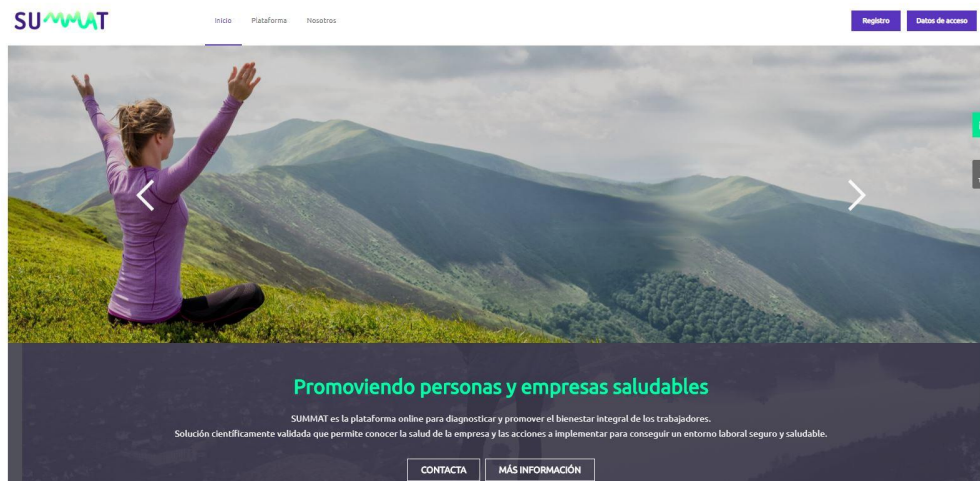 SUMMAT
Inicio Plataforma Nosotros
Registro Datos de acceso
Promoviendo personas y empresas saludables
SUMMAT es la plataforma online para diagnosticar y promover el bienestar integral de los trabajadores.
Solución científicamente validada que permite conocer la salud de la empresa y las acciones a implementar para conseguir un entorno laboral seguro y saludable.
CONTACTA MÁS INFORMACIÓN